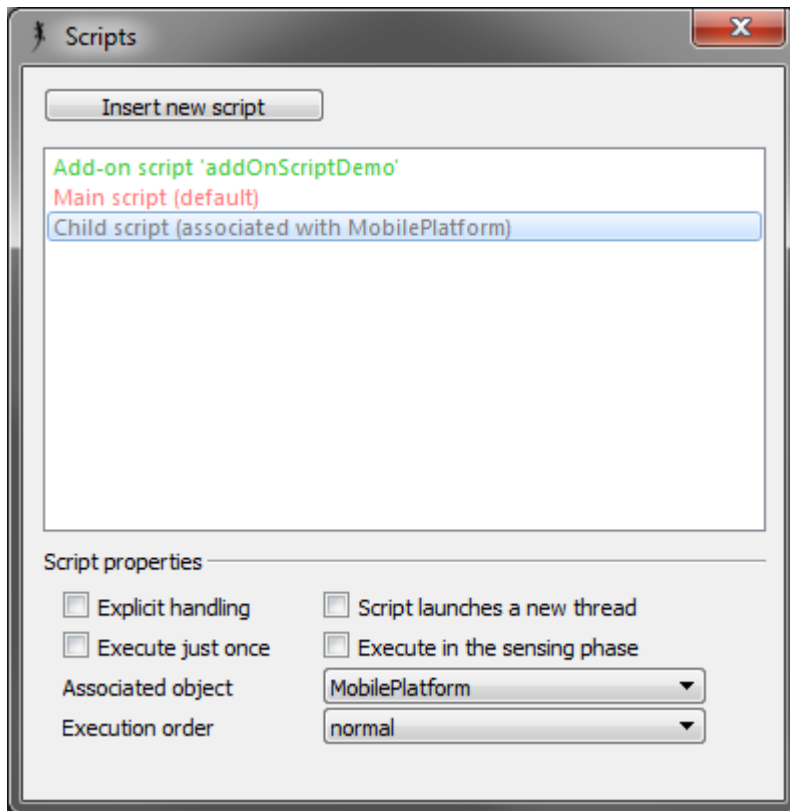 Scripts
Insert new script
Add-on script 'addOnScriptDemo'
Main script (default)
Child script (associated with MobilePlatform)
Script properties
Explicit handling
Script launches a new thread
Execute just once
Execute in the sensing phase
Associated object
MobilePlatform
Execution order
normal